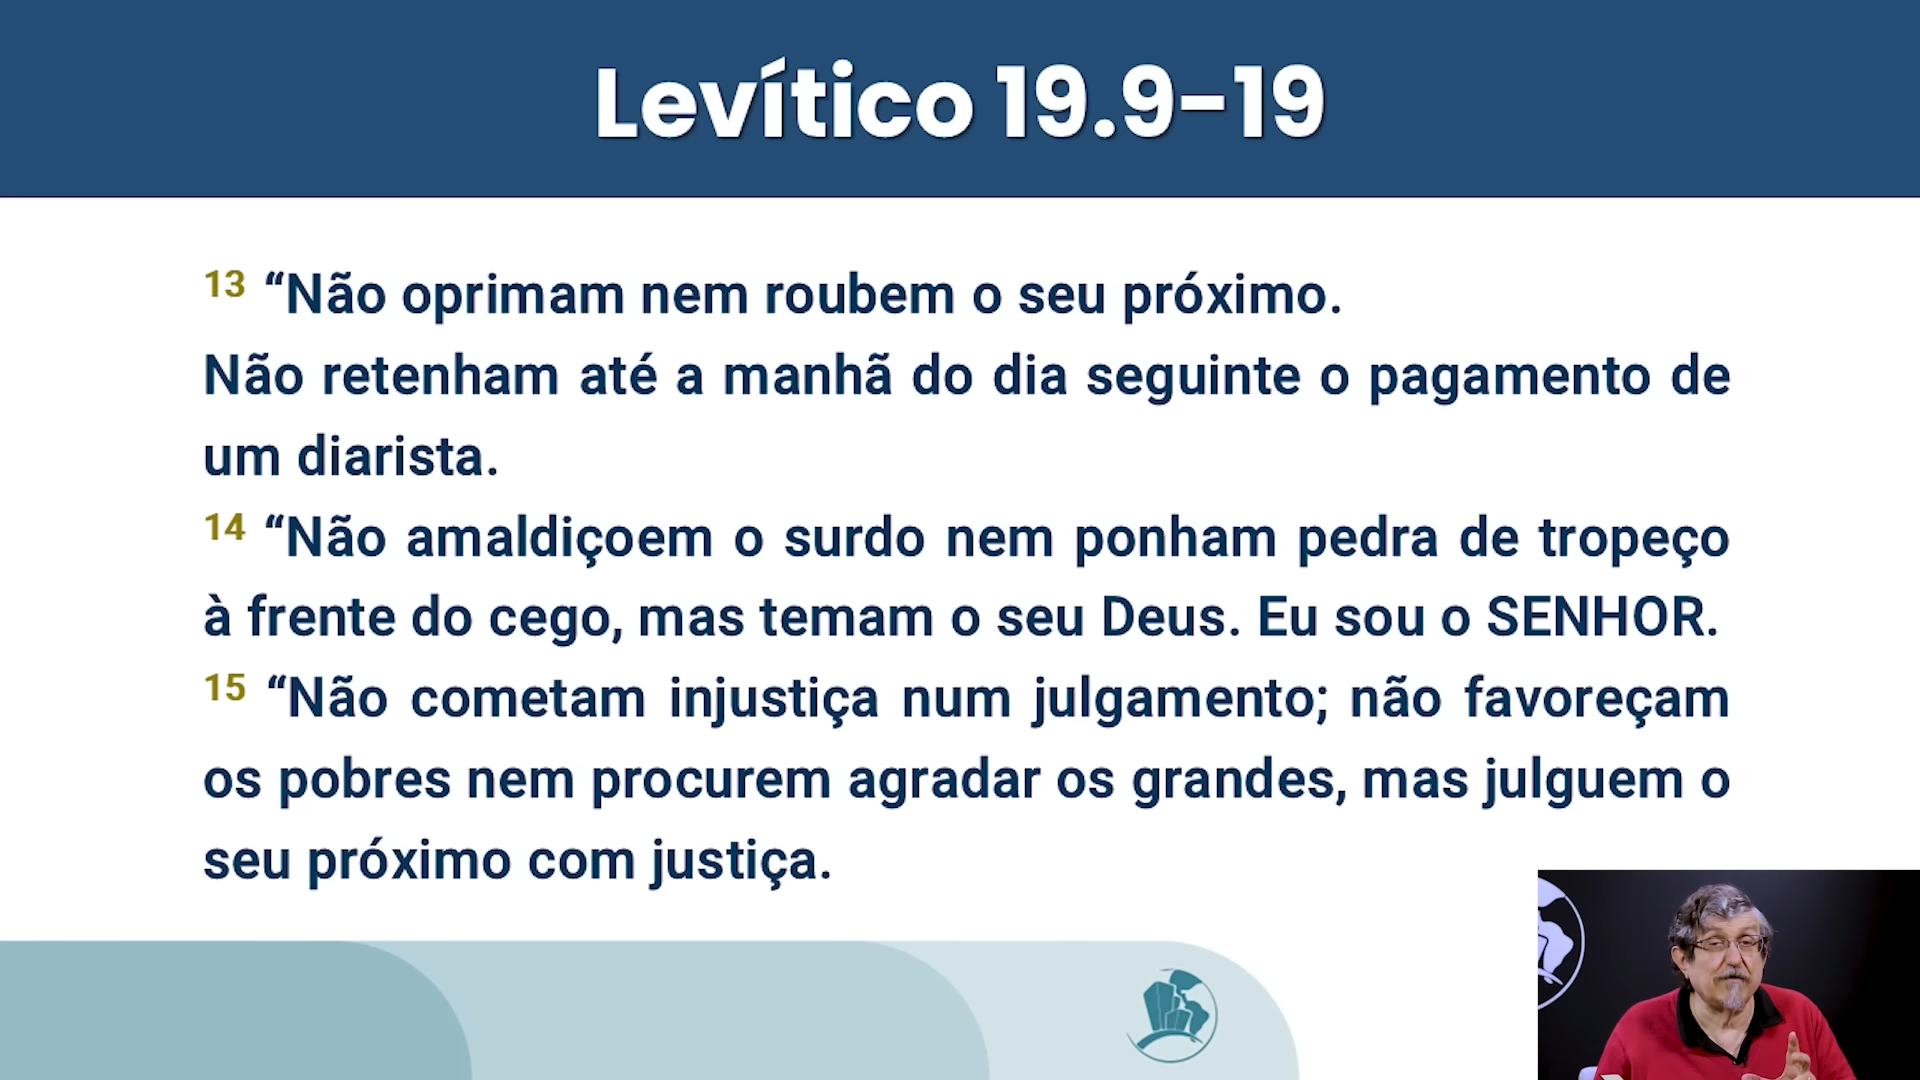 Levítico 19.9-19
13 “Não oprimam nem roubem o seu próximo.
Não retenham até a manhã do dia seguinte o pagamento de
um diarista.
14 “Não amaldiçoem o surdo nem ponham pedra de tropeço
à frente do cego, mas temam o seu Deus. Eu sou o SENHOR.
15 “Não cometam injustiça num julgamento; não favoreçam
os pobres nem procurem agradar os grandes, mas julguem o
seu próximo com justiça.